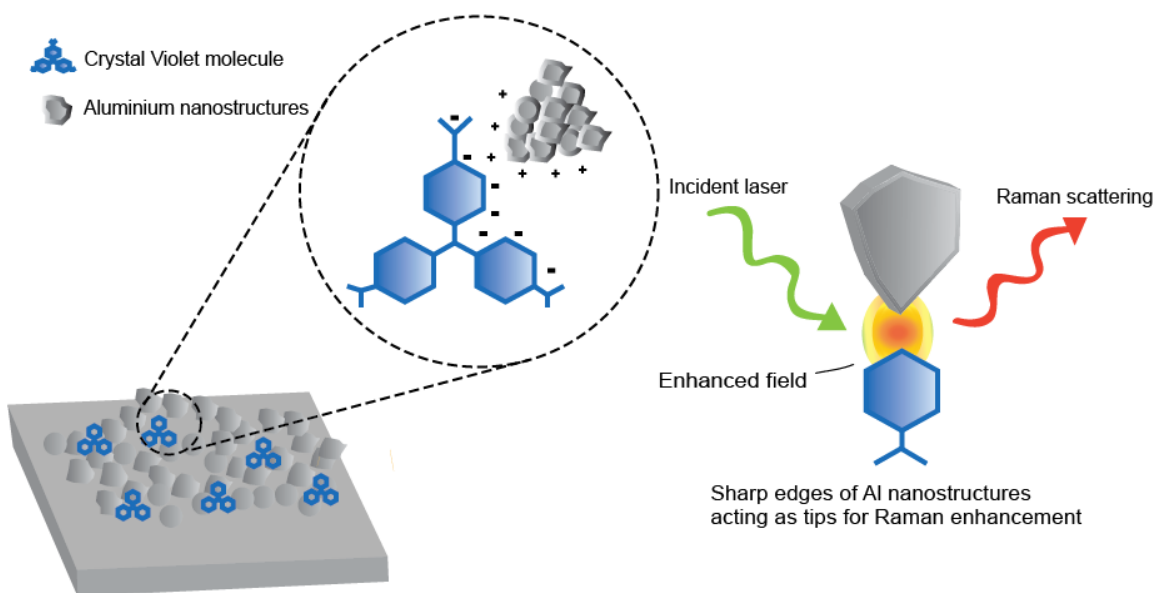 Crystal Violet molecule
Aluminium nanostructures
Incident laser
Raman scattering
Enhanced field
Sharp edges of Al nanostructures
acting as tips for Raman enhancement